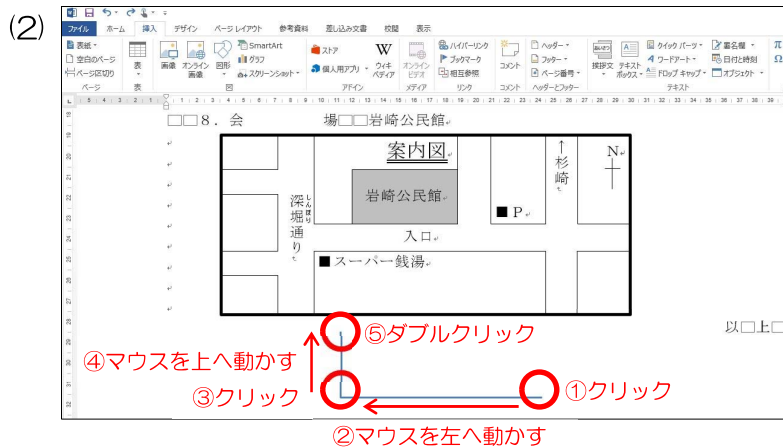 (2)
ファイル ホーム 挿入 デザイン ページ レイアウト 参考資料 差し込み文書 校閲 表示
表紙
空白のページ
ページ区切り
ページ
表
表
画像
オンライン画像
図形
SmartArt
グラフ
スクリーンショット
図
ストア
個人用アプリ
W
ウィキペディア
アドイン
オンラインビデオ
メディア
ハイパーリンク
ブックマーク
相互参照
リンク
コメント
コメント
ヘッダー
フッター
ページ番号
ヘッダーとフッター
あいさつ
挨拶文
テキストボックス
クイック パーツ
ワードアート
ドロップ キャップ
署名欄
日付と時刻
オブジェクト
テキスト
π
Ω
□□8．会　　　場□□岩崎公民館
案内図
↑杉崎
N
岩崎公民館
しんぼり
深堀通り
■P
入口
■スーパー銭湯
以□上□
⑤ダブルクリック
④マウスを上へ動かす
③クリック
①クリック
②マウスを左へ動かす